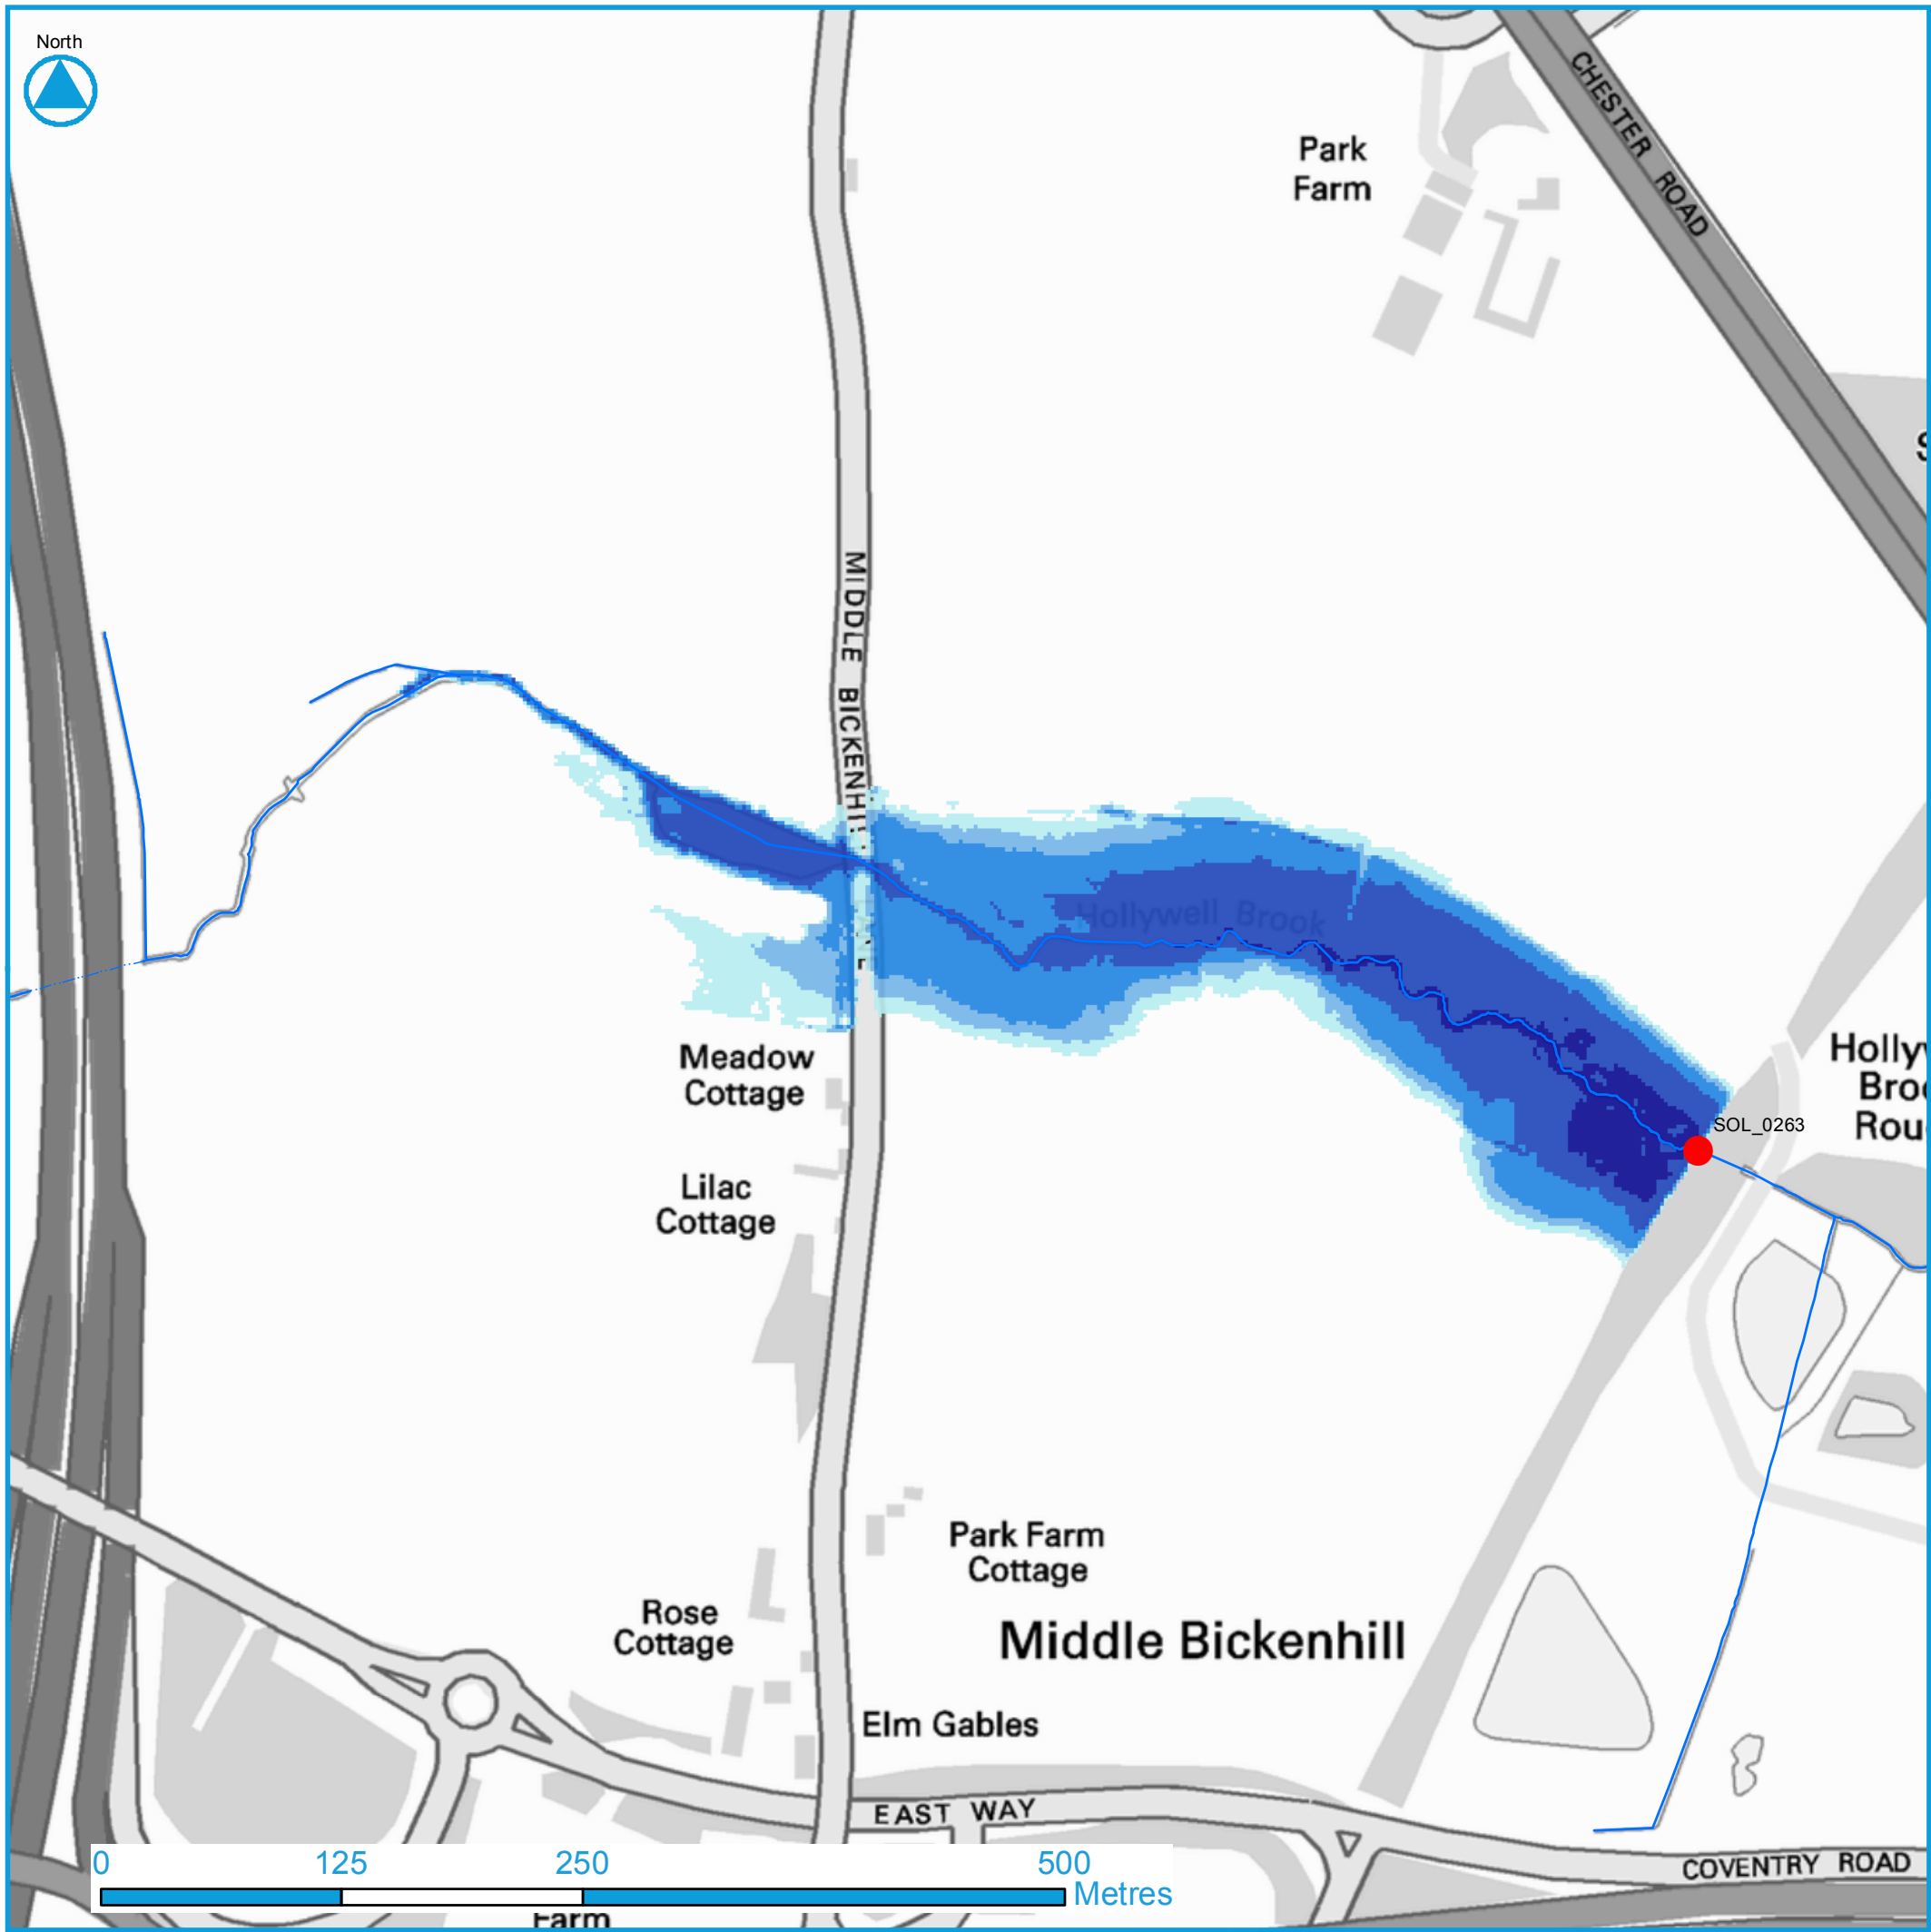 North
CHESTER ROAD
Park
Farm
MIDDLE BICKENHILL
Hollywell Brook
Meadow
Cottage
SOL_0263
Lilac
Cottage
Park Farm
Cottage
Rose
Cottage
Middle Bickenhill
Elm Gables
EAST WAY
COVENTRY ROAD
0 125 250 500
Metres
Farm